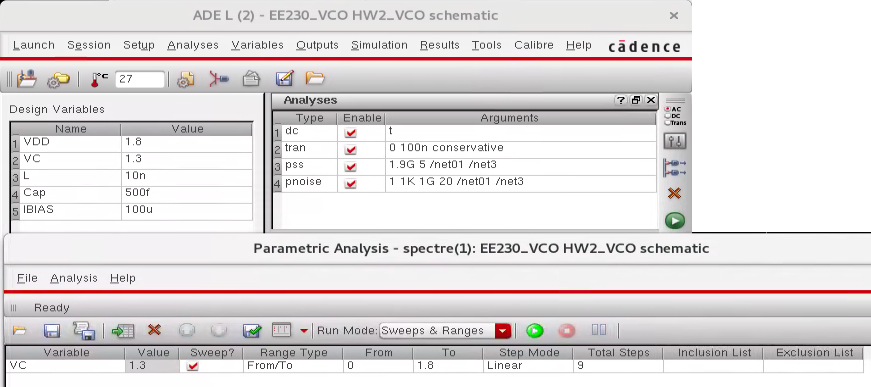 ADE L (2) - EE230_VCO HW2_VCO schematic
Launch Session Setup Analyses Variables Outputs Simulation Results Tools Calibre Help cādence
°C 27
Design Variables
Name Value
1 VDD 1.8
2 VC 1.3
3 L 10n
4 Cap 500f
5 IBIAS 100u
Analyses
Type Enable Arguments
1 dc t
2 tran 0 100n conservative
3 pss 1.9G 5 /net01 /net3
4 pnoise 1 1K 1G 20 /net01 /net3
AC
DC
Trans
Parametric Analysis - spectre(1): EE230_VCO HW2_VCO schematic
File Analysis Help
Ready
Run Mode: Sweeps & Ranges
Variable Value Sweep? Range Type From To Step Mode Total Steps Inclusion List Exclusion List
VC 1.3 From/To 0 1.8 Linear 9